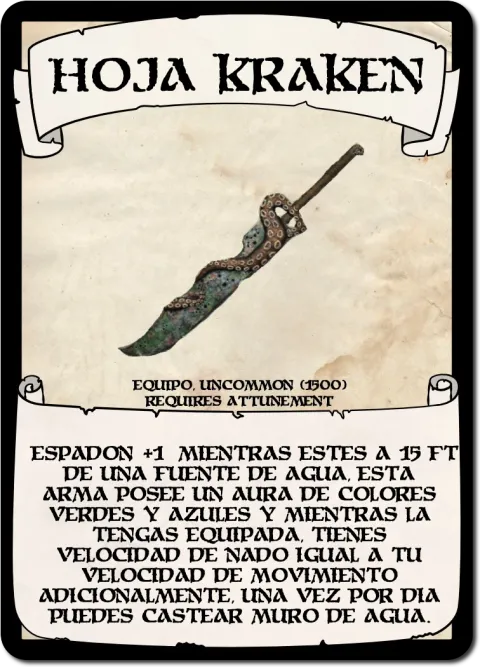 HOJA KRAKEN
EQUIPO, UNCOMMON (1500)
REQUIRES ATTUNEMENT
ESPADON +1 MIENTRAS ESTES A 15 FT
DE UNA FUENTE DE AGUA, ESTA
ARMA POSEE UN AURA DE COLORES
VERDES Y AZULES Y MIENTRAS LA
TENGAS EQUIPADA, TIENES
VELOCIDAD DE NADO IGUAL A TU
VELOCIDAD DE MOVIMIENTO
ADICIONALMENTE, UNA VEZ POR DIA
PUEDES CASTEAR MURO DE AGUA.